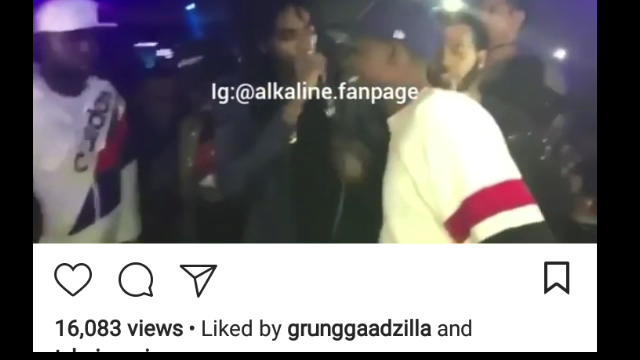 Ig:@alkaline.fanpage
16,083 views • Liked by grunggaadzilla and